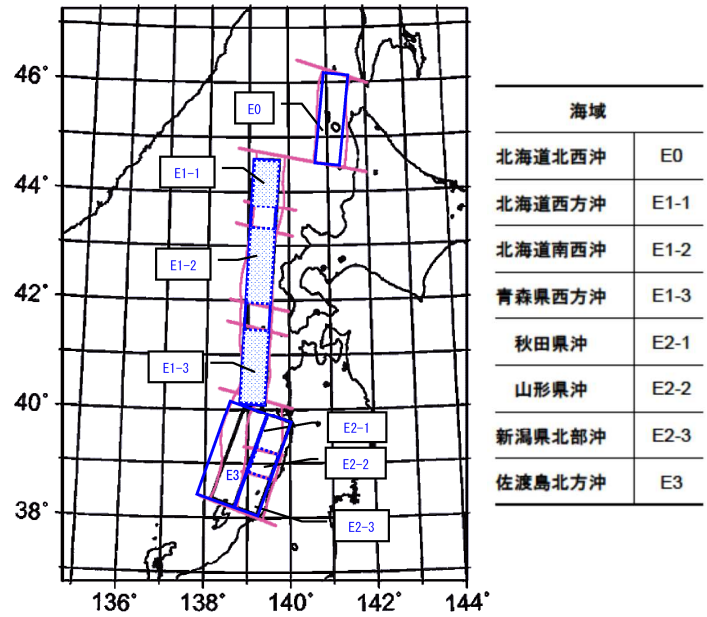 46°
44°
42°
40°
38°
136°
138°
140°
142°
144°
E0
E1-1
E1-2
E1-3
E2-1
E2-2
E3
E2-3
海域
北海道北西沖 E0
北海道西方沖 E1-1
北海道南西沖 E1-2
青森県西方沖 E1-3
秋田県沖 E2-1
山形県沖 E2-2
新潟県北部沖 E2-3
佐渡島北方沖 E3